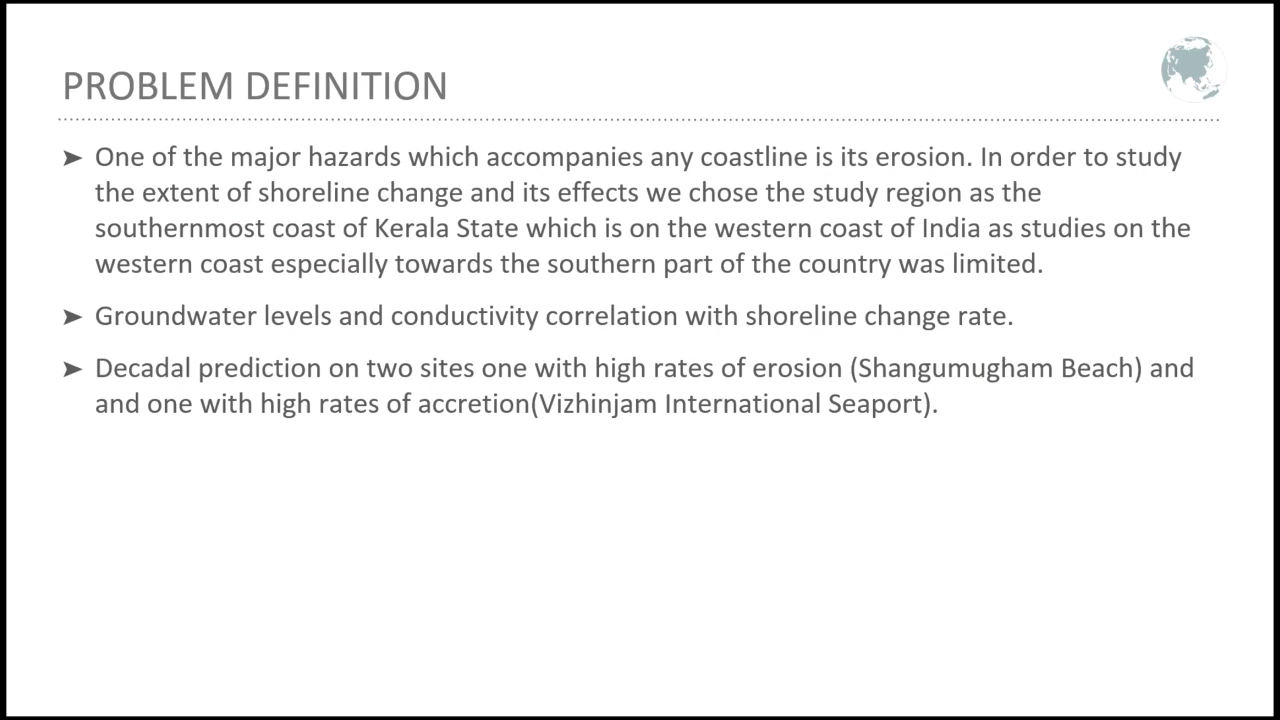 PROBLEM DEFINITION
➤ One of the major hazards which accompanies any coastline is its erosion. In order to study
the extent of shoreline change and its effects we chose the study region as the
southernmost coast of Kerala State which is on the western coast of India as studies on the
western coast especially towards the southern part of the country was limited.
➤ Groundwater levels and conductivity correlation with shoreline change rate.
➤ Decadal prediction on two sites one with high rates of erosion (Shangumugham Beach) and
and one with high rates of accretion(Vizhinjam International Seaport).